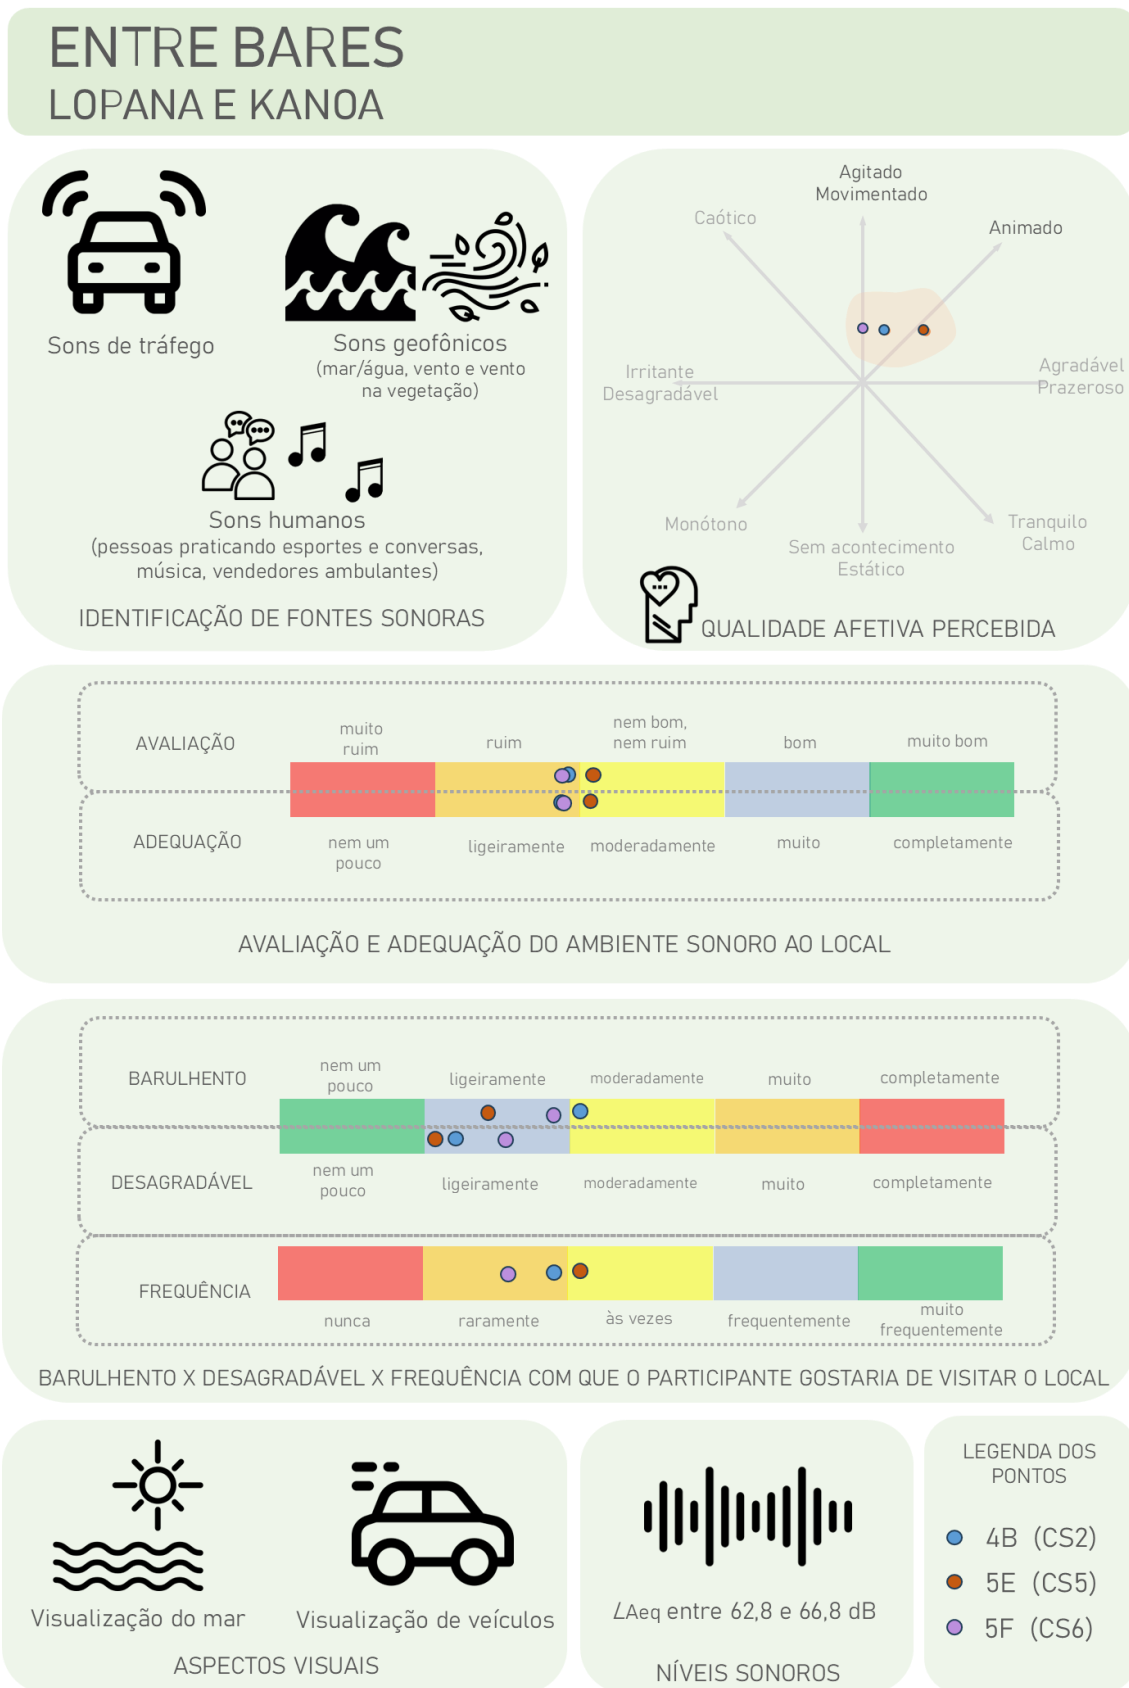 ENTRE BARES
LOPANA E KANOA
Sons de tráfego
Sons geofônicos
(mar/água, vento e vento
na vegetação)
Sons humanos
(pessoas praticando esportes e conversas,
música, vendedores ambulantes)
IDENTIFICAÇÃO DE FONTES SONORAS
Agitado
Movimentado
Caótico
Animado
Irritante
Desagradável
Agradável
Prazeroso
Monótono
Sem acontecimento
Estático
Tranquilo
Calmo
QUALIDADE AFETIVA PERCEBIDA
AVALIAÇÃO
muito
ruim
ruim
nem bom,
nem ruim
bom
muito bom
ADEQUAÇÃO
nem um
pouco
ligeiramente
moderadamente
muito
completamente
AVALIAÇÃO E ADEQUAÇÃO DO AMBIENTE SONORO AO LOCAL
BARULHENTO
nem um
pouco
ligeiramente
moderadamente
muito
completamente
DESAGRADÁVEL
nem um
pouco
ligeiramente
moderadamente
muito
completamente
FREQUÊNCIA
nunca
raramente
às vezes
frequentemente
muito
frequentemente
BARULHENTO X DESAGRADÁVEL X FREQUÊNCIA COM QUE O PARTICIPANTE GOSTARIA DE VISITAR O LOCAL
Visualização do mar
Visualização de veículos
ASPECTOS VISUAIS
LAeq entre 62,8 e 66,8 dB
NÍVEIS SONOROS
LEGENDA DOS
PONTOS
4B (CS2)
5E (CS5)
5F (CS6)